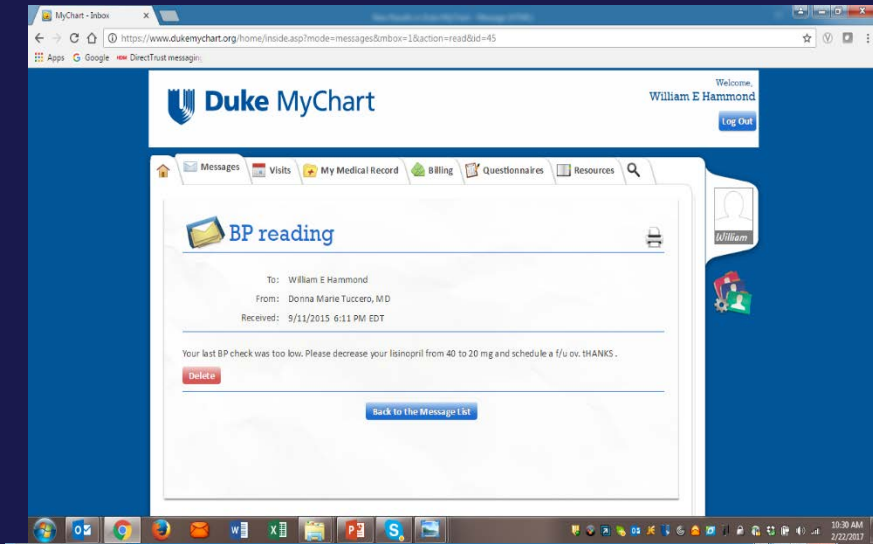 MyChart - Inbox
https://www.dukemychart.org/home/inside.asp?mode=messages&mbox=1&action=read&id=45
Apps Google DirectTrust messaging
Duke MyChart
Welcome,
William E Hammond
Log Out
Messages Visits My Medical Record Billing Questionnaires Resources
BP reading
William
To: William E Hammond
From: Donna Marie Tuccero, MD
Received: 9/11/2015 6:11 PM EDT
Your last BP check was too low. Please decrease your lisinopril from 40 to 20 mg and schedule a f/u ov. tHANKS.
Delete
Back to the Message List
10:30 AM
2/22/2017